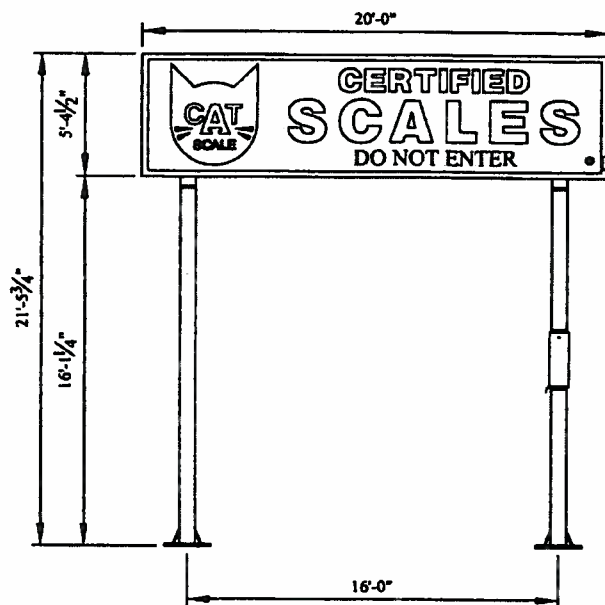 20'-0"
5'-4½"
CERTIFIED
CAT
SCALE
SCALES
DO NOT ENTER
21'-5¾"
16'-1¼"
16'-0"